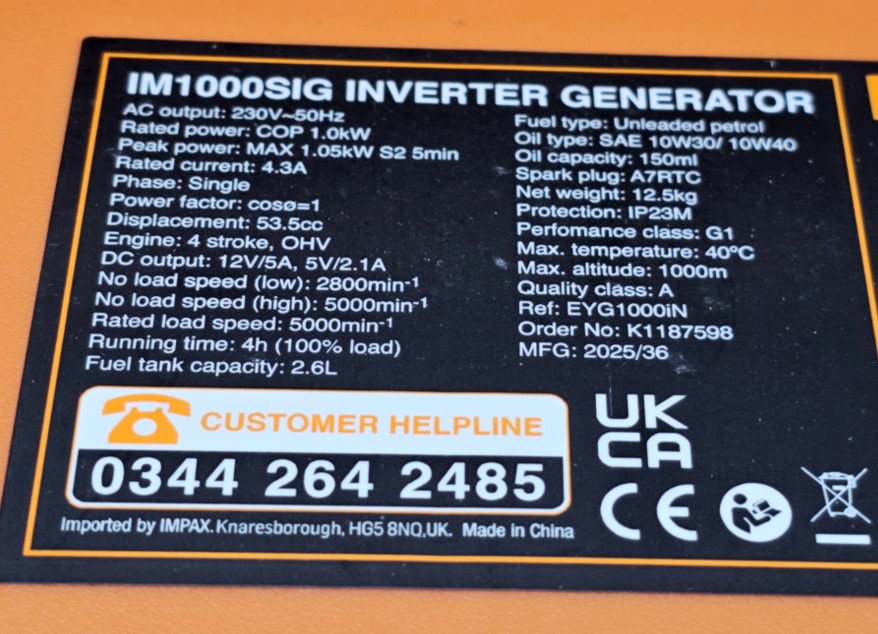 IM1000SIG INVERTER GENERATOR
AC output: 230V~50Hz
Rated power: COP 1.0kW
Peak power: MAX 1.05kW S2 5min
Rated current: 4.3A
Phase: Single
Power factor: cosø=1
Displacement: 53.5cc
Engine: 4 stroke, OHV
DC output: 12V/5A, 5V/2.1A
No load speed (low): 2800min⁻¹
No load speed (high): 5000min⁻¹
Rated load speed: 5000min⁻¹
Running time: 4h (100% load)
Fuel tank capacity: 2.6L
Fuel type: Unleaded petrol
Oil type: SAE 10W30/ 10W40
Oil capacity: 150ml
Spark plug: A7RTC
Net weight: 12.5kg
Protection: IP23M
Perfomance class: G1
Max. temperature: 40ºC
Max. altitude: 1000m
Quality class: A
Ref: EYG1000iN
Order No: K1187598
MFG: 2025/36
CUSTOMER HELPLINE
0344 264 2485
Imported by IMPAX. Knaresborough, HG5 8NQ,UK. Made in China
UK
CA
CE